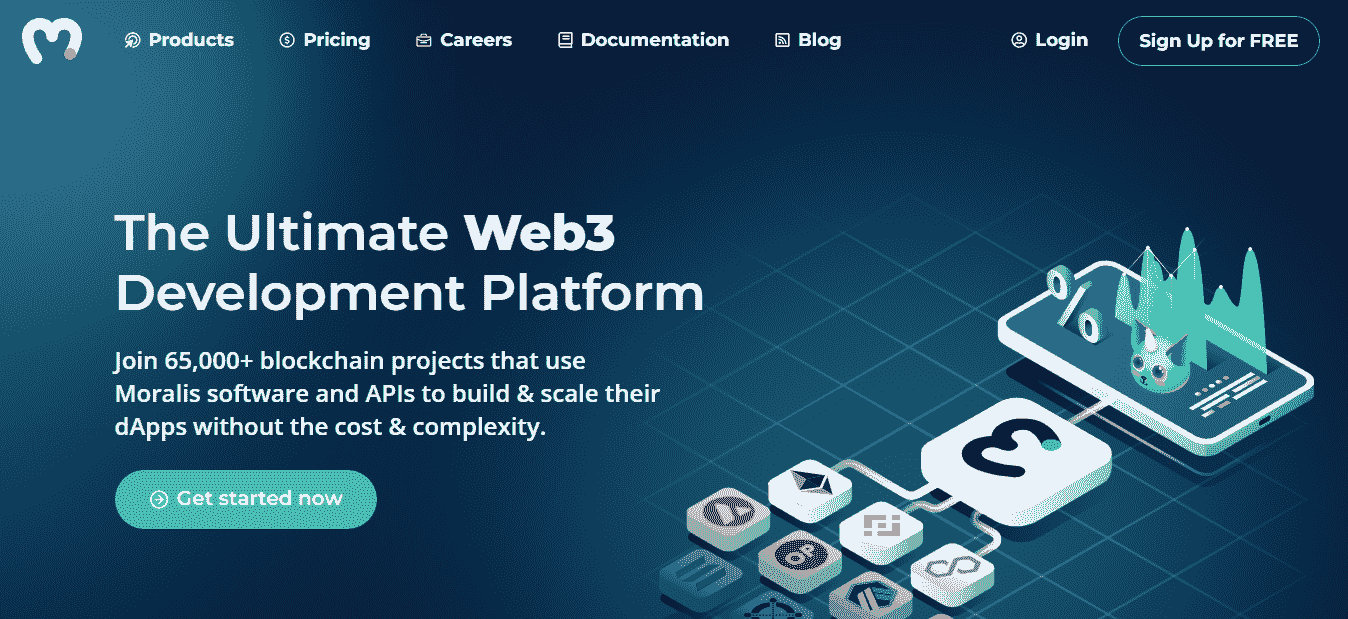 Products
Pricing
Careers
Documentation
Blog
Login
Sign Up for FREE
The Ultimate Web3
Development Platform
Join 65,000+ blockchain projects that use
Moralis software and APIs to build & scale their
dApps without the cost & complexity.
Get started now
%
OP